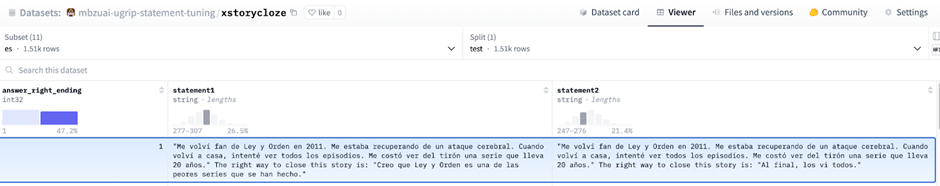 Datasets: mbzuai-ugrip-statement-tuning/xstorycloze like 0 Dataset card Viewer Files and versions Community Settings
Subset (11) Split (1)
es · 1.51k rows test · 1.51k rows
Search this dataset
answer_right_ending statement1 statement2
int32 string · lengths string · lengths
1 47.2% 277–307 26.5% 247–276 21.4%
1 "Me volví fan de Ley y Orden en 2011. Me estaba recuperando de un ataque cerebral. Cuando "Me volví fan de Ley y Orden en 2011. Me estaba recuperando de un ataque cerebral. Cuando
volví a casa, intenté ver todos los episodios. Me costó ver del tirón una serie que lleva volví a casa, intenté ver todos los episodios. Me costó ver del tirón una serie que lleva
20 años." The right way to close this story is: "Creo que Ley y Orden es una de las 20 años." The right way to close this story is: "Al final, los vi todos."
peores series que se han hecho."